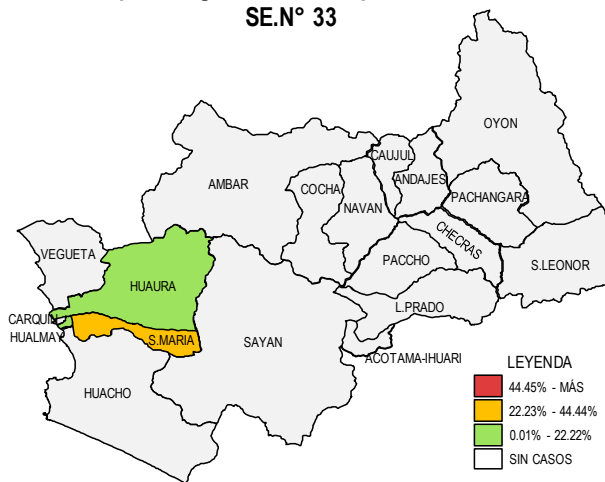 SE.N° 33
OYON
CAUJUL
ANDAJES
AMBAR
COCHA
NAVAN
PACHANGARA
CHECRAS
VEGUETA
PACCHO
S.LEONOR
HUAURA
L.PRADO
CARQUIN
HUALMAY
S.MARIA
SAYAN
ACOTAMA-IHUARI
HUACHO
LEYENDA
44.45% - MÁS
22.23% - 44.44%
0.01% - 22.22%
SIN CASOS